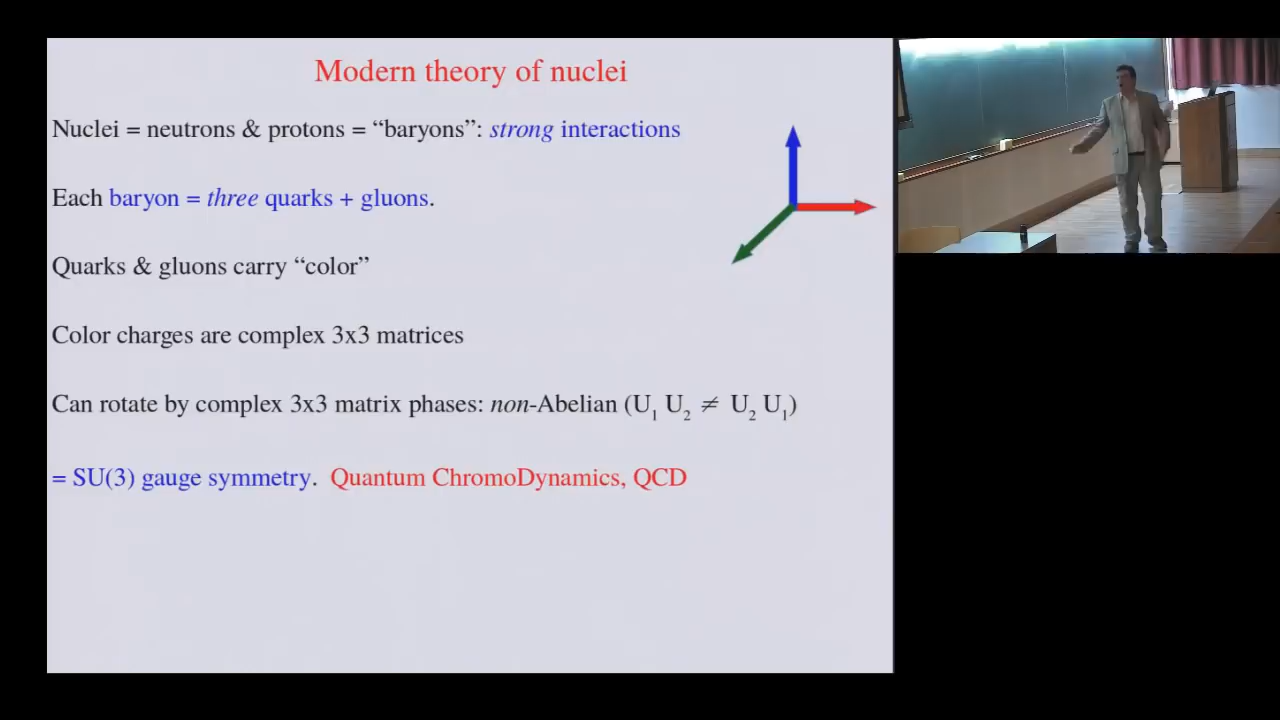 Modern theory of nuclei
Nuclei = neutrons & protons = “baryons”: strong interactions
Each baryon = three quarks + gluons.
Quarks & gluons carry “color”
Color charges are complex 3x3 matrices
Can rotate by complex 3x3 matrix phases: non-Abelian (U₁ U₂ ≠ U₂ U₁)
= SU(3) gauge symmetry. Quantum ChromoDynamics, QCD